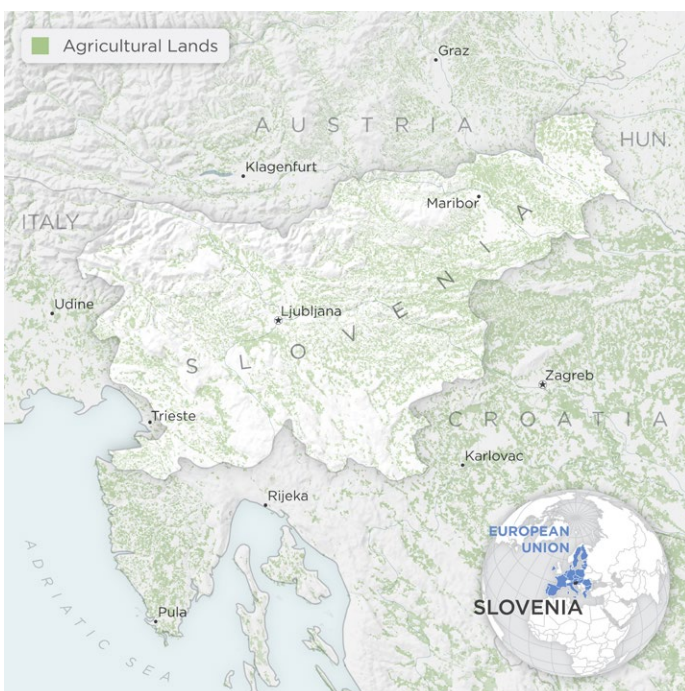 Agricultural Lands
Graz
AUSTRIA
HUN.
Klagenfurt
Maribor
ITALY
SLOVENIA
Udine
Ljubljana
Zagreb
Trieste
CROATIA
Karlovac
Rijeka
EUROPEAN
UNION
SLOVENIA
ADRIATIC SEA
Pula